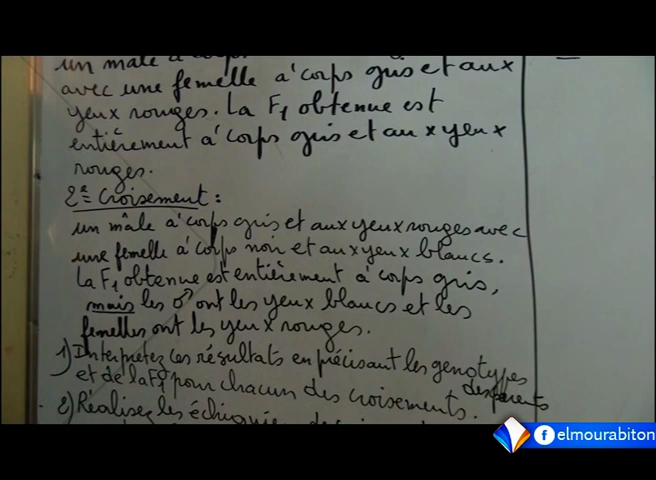 un mâle à corps
avec une femelle à corps gris et aux
yeux rouges. La F1 obtenue est
entièrement à corps gris et aux yeux
rouges.
2e croisement :
un mâle à corps gris et aux yeux rouges avec
une femelle à corps noir et aux yeux blancs.
La F1 obtenue est entièrement à corps gris,
mais les ♂ ont les yeux blancs et les
femelles ont les yeux rouges.
1) Interprétez ces résultats en précisant les génotypes
des parents
et de la F1 pour chacun des croisements.
2) Réalisez les échiquiers
elmourabiton